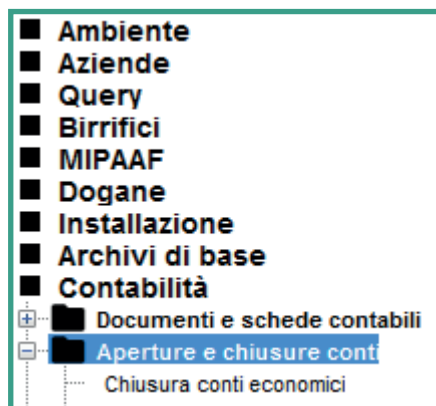 Ambiente
Aziende
Query
Birrifici
MIPAAF
Dogane
Installazione
Archivi di base
Contabilità
Documenti e schede contabili
Aperture e chiusure conti
Chiusura conti economici